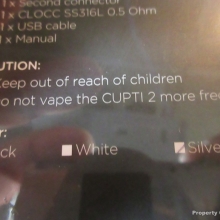 1 x Second connector
1 x CLOCC SS316L 0.5 Ohm
1 x USB cable
1 x Manual
UTION:
Keep out of reach of children
o not vape the CUPTI 2 more fre
r:
ck White Silve
Property